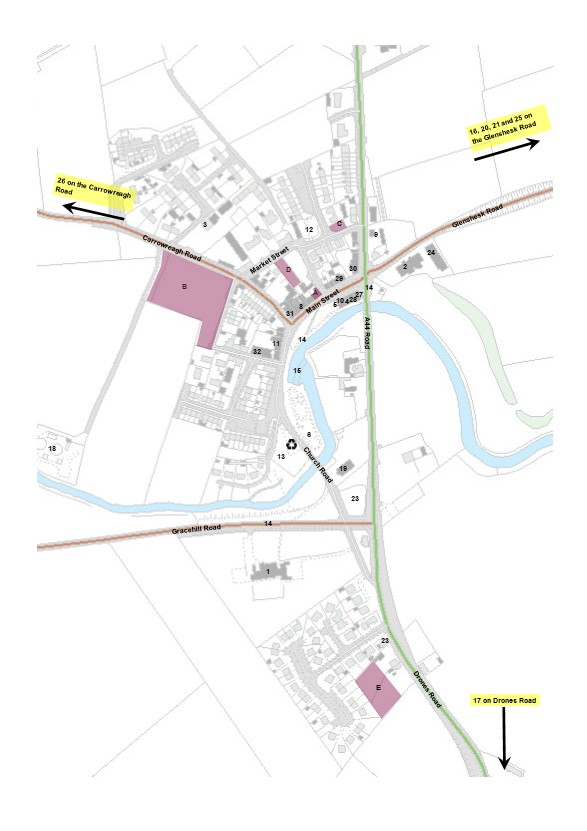 16, 20, 21 and 25 on
the Glenshesk Road
26 on the Carrowreagh
Road
Glenshesk Road
3
12
C
9
Carrowreagh Road
Market Street
D
30
2
24
B
29
A
Main Street
8
31
5
10
4
28
27
14
14
A44 Road
11
32
15
6
13
Church Road
18
19
23
Gracehill Road
14
1
23
E
Drones Road
17 on Drones Road